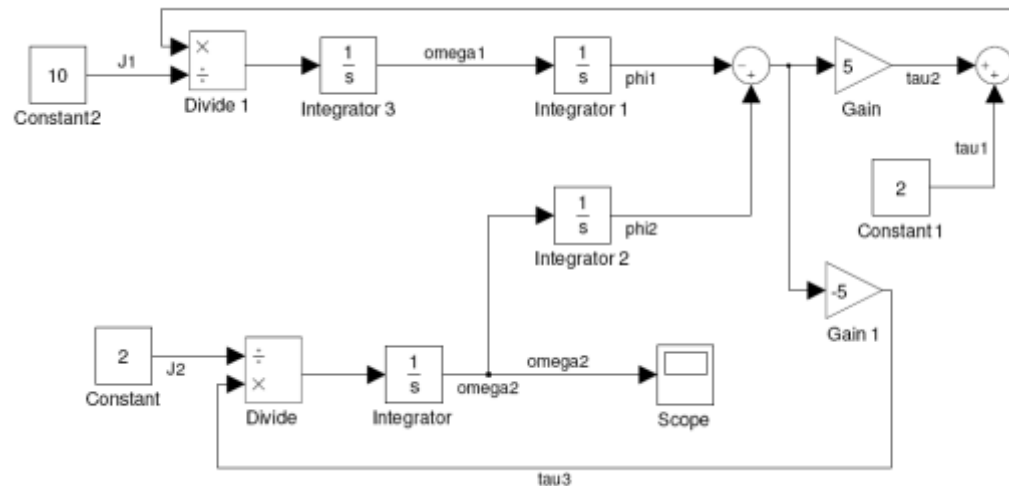 10
Constant2
J1
×
÷
Divide 1
1
s
Integrator 3
omega1
1
s
Integrator 1
phi1
−
+
5
Gain
tau2
+
+
tau1
2
Constant 1
1
s
Integrator 2
phi2
-5
Gain 1
2
Constant
J2
÷
×
Divide
1
s
Integrator
omega2
omega2
Scope
tau3